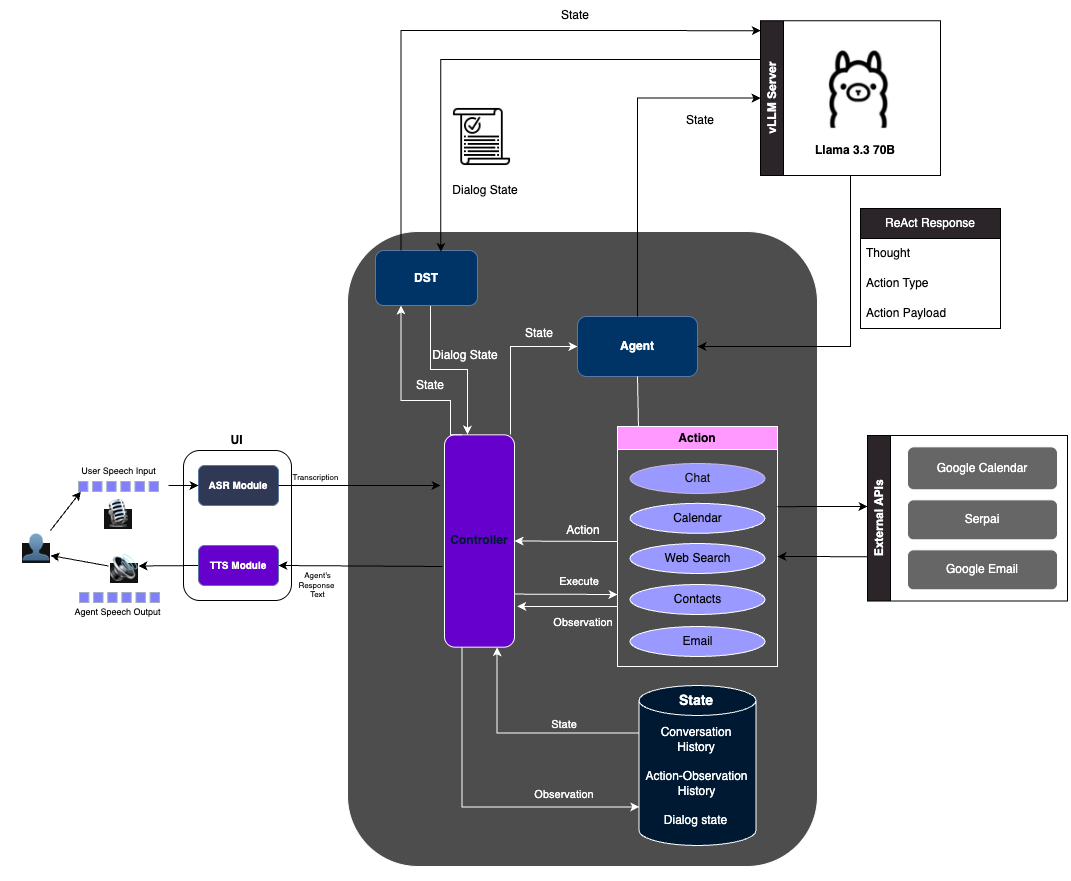 State
vLLM Server
Llama 3.3 70B
State
Dialog State
ReAct Response
Thought
Action Type
Action Payload
DST
State
Agent
Dialog State
State
UI
Action
User Speech Input
ASR Module
Transcription
Chat
Calendar
Web Search
Contacts
Email
External APIs
Google Calendar
Serpai
Google Email
Controller
Action
Execute
Observation
TTS Module
Agent's
Response
Text
Agent Speech Output
State
Conversation
History
Action-Observation
History
Dialog state
State
Observation